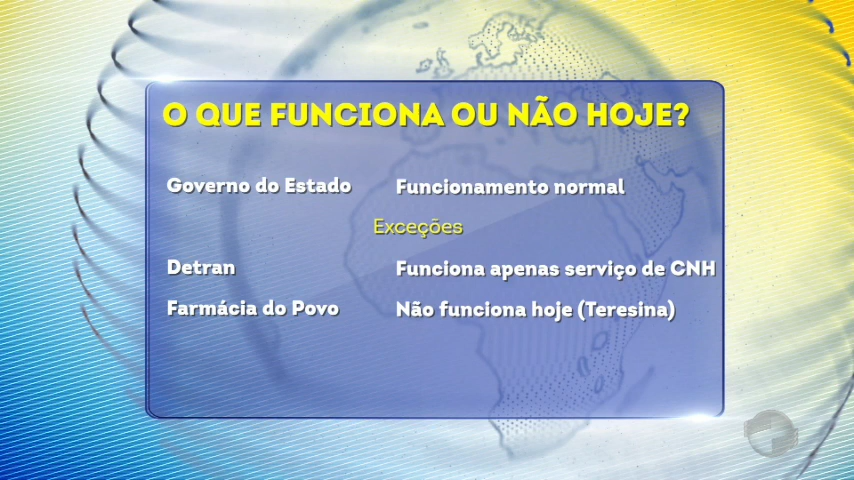 O QUE FUNCIONA OU NÃO HOJE?
Governo do Estado Funcionamento normal
Exceções
Detran Funciona apenas serviço de CNH
Farmácia do Povo Não funciona hoje (Teresina)